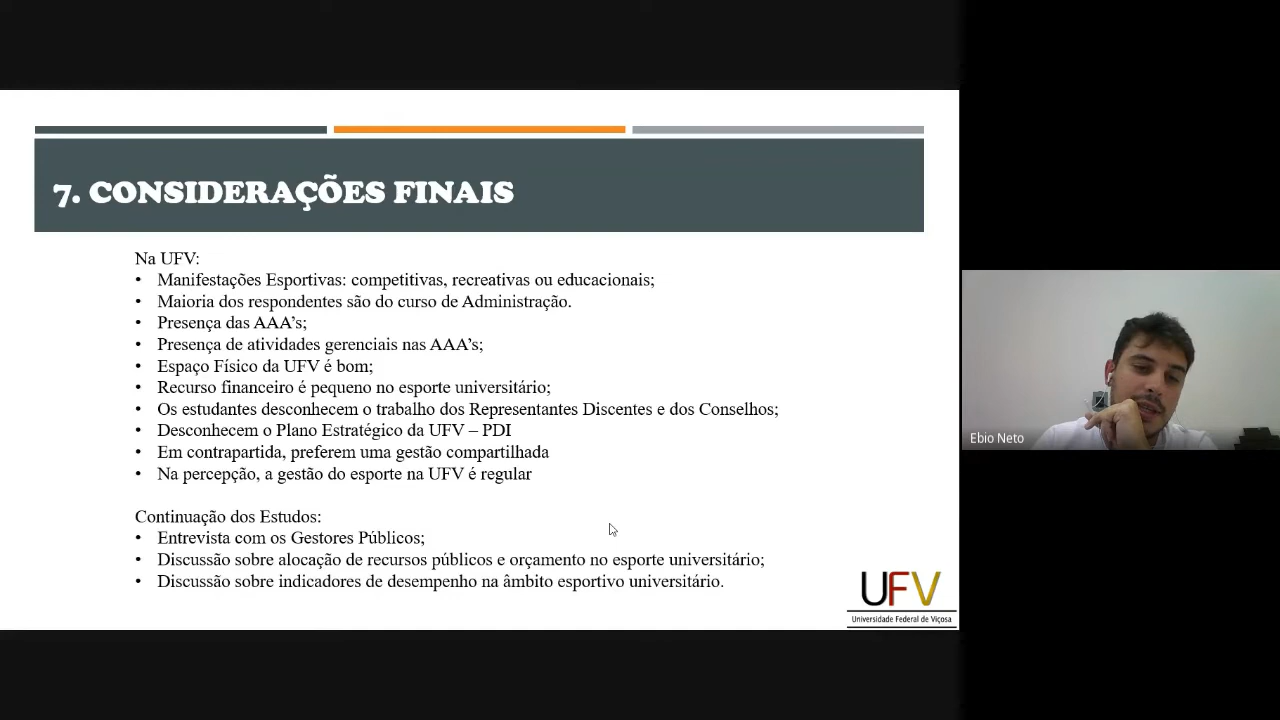 7. CONSIDERAÇÕES FINAIS
Na UFV:
• Manifestações Esportivas: competitivas, recreativas ou educacionais;
• Maioria dos respondentes são do curso de Administração.
• Presença das AAA's;
• Presença de atividades gerenciais nas AAA's;
• Espaço Físico da UFV é bom;
• Recurso financeiro é pequeno no esporte universitário;
• Os estudantes desconhecem o trabalho dos Representantes Discentes e dos Conselhos;
• Desconhecem o Plano Estratégico da UFV – PDI
• Em contrapartida, preferem uma gestão compartilhada
• Na percepção, a gestão do esporte na UFV é regular
Continuação dos Estudos:
• Entrevista com os Gestores Públicos;
• Discussão sobre alocação de recursos públicos e orçamento no esporte universitário;
• Discussão sobre indicadores de desempenho na âmbito esportivo universitário.
UFV
Universidade Federal de Viçosa
Ebio Neto